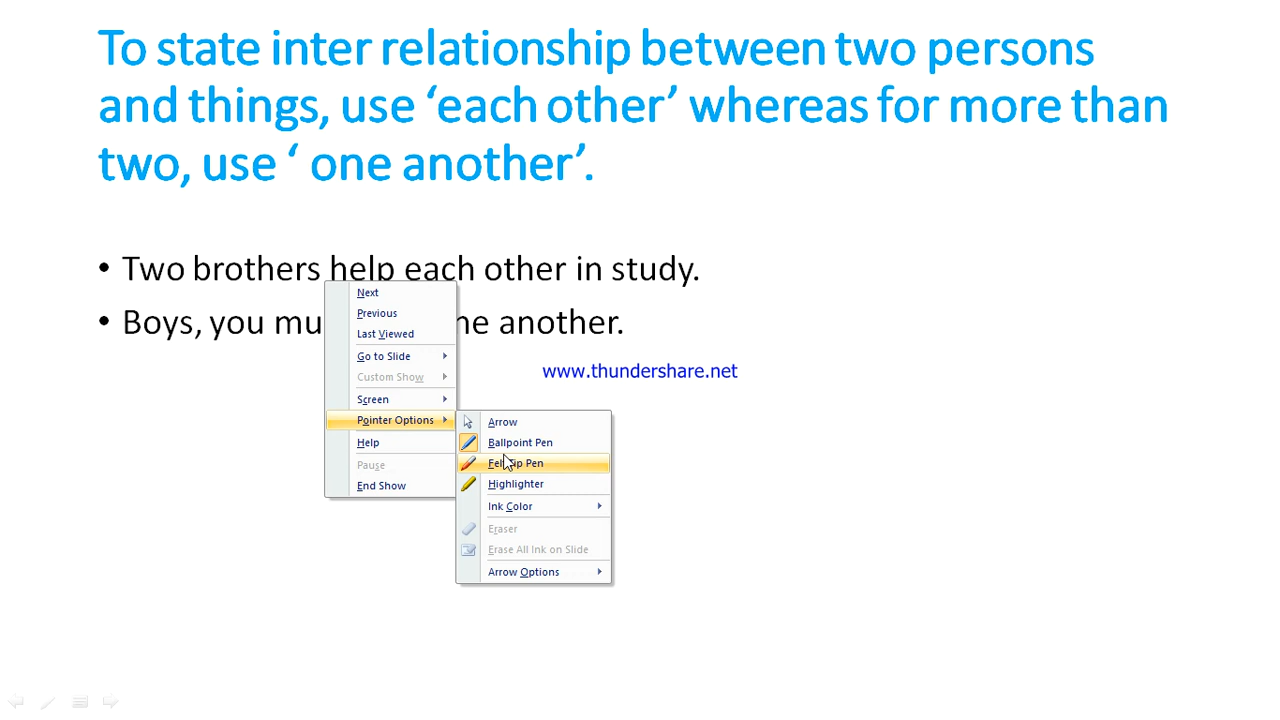 To state inter relationship between two persons
and things, use ‘each other’ whereas for more than
two, use ‘ one another’.
• Two brothers help each other in study.
• Boys, you mu
ne another.
www.thundershare.net
Next
Previous
Last Viewed
Go to Slide
Custom Show
Screen
Pointer Options
Help
Pause
End Show
Arrow
Ballpoint Pen
Felt Tip Pen
Highlighter
Ink Color
Eraser
Erase All Ink on Slide
Arrow Options